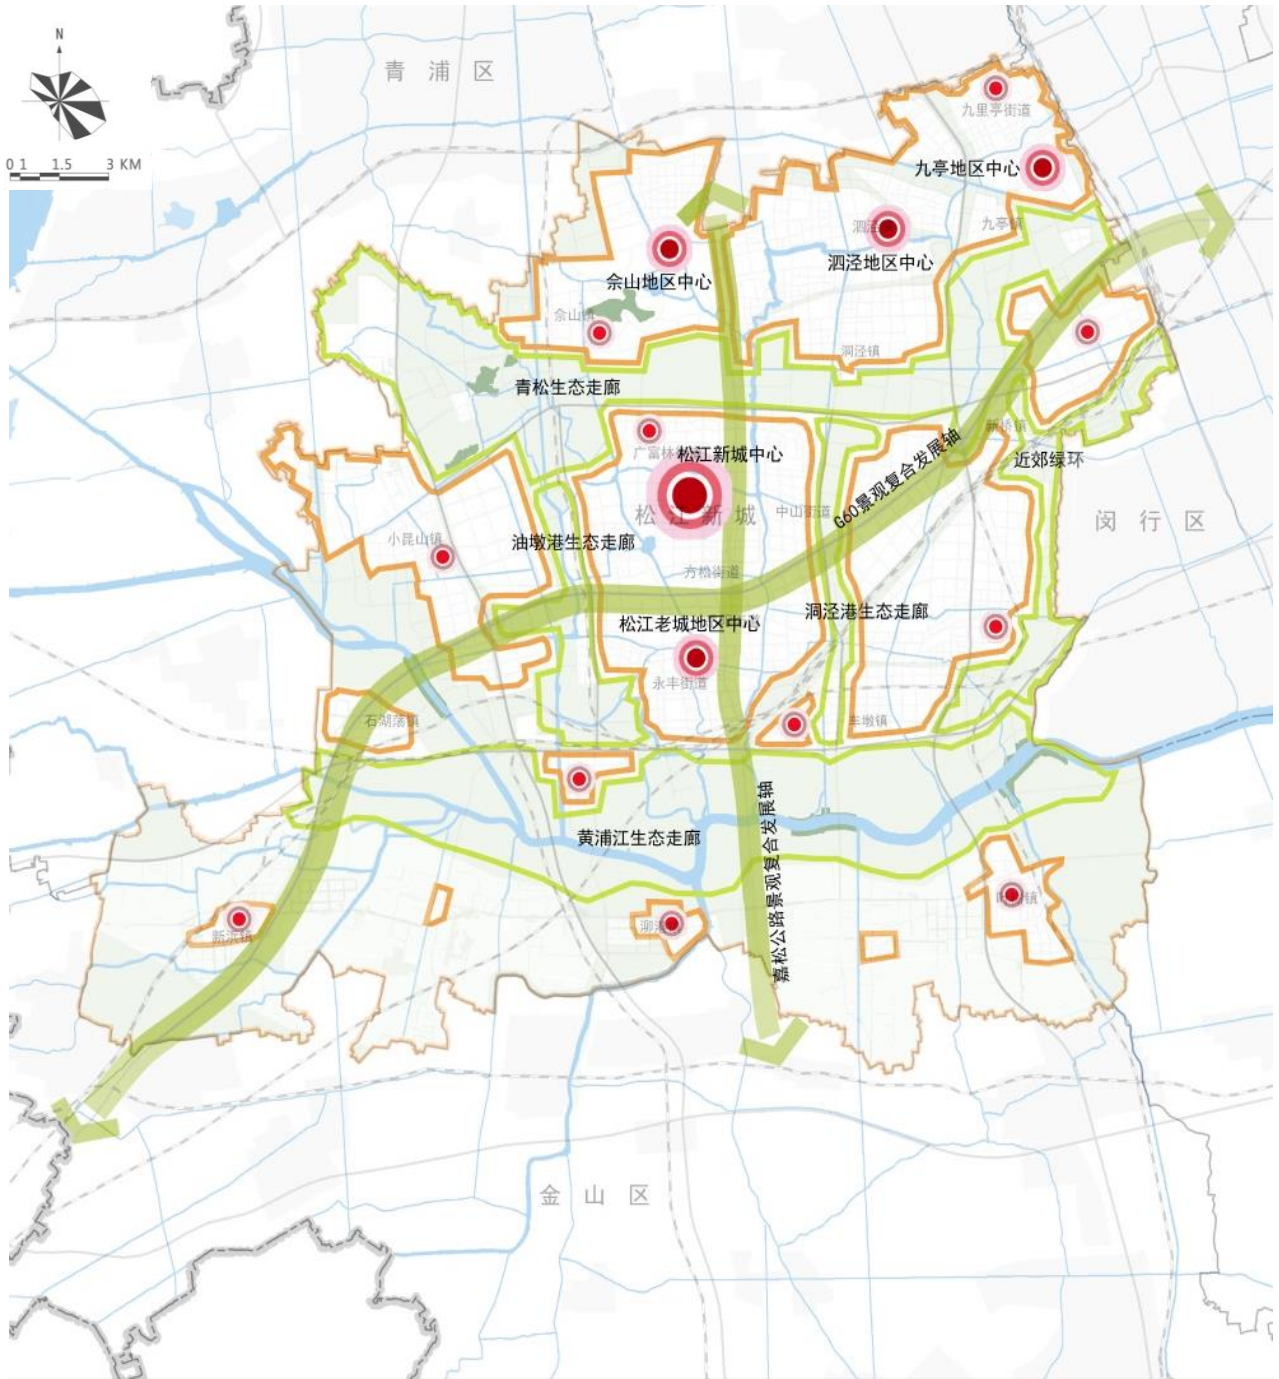 N
0 1 1.5 3 KM
青浦区
九里亭街道
九亭地区中心
九亭镇
泗泾地区中心
佘山地区中心
佘山镇
洞泾镇
青松生态走廊
新桥镇
近郊绿环
G60景观复合发展轴
松江新城中心
松江新城
中山街道
闵行区
小昆山镇
油墩港生态走廊
方松街道
松江老城地区中心
洞泾港生态走廊
永丰街道
石湖荡镇
车墩镇
黄浦江生态走廊
嘉松公路景观复合发展轴
新浜镇
金山区